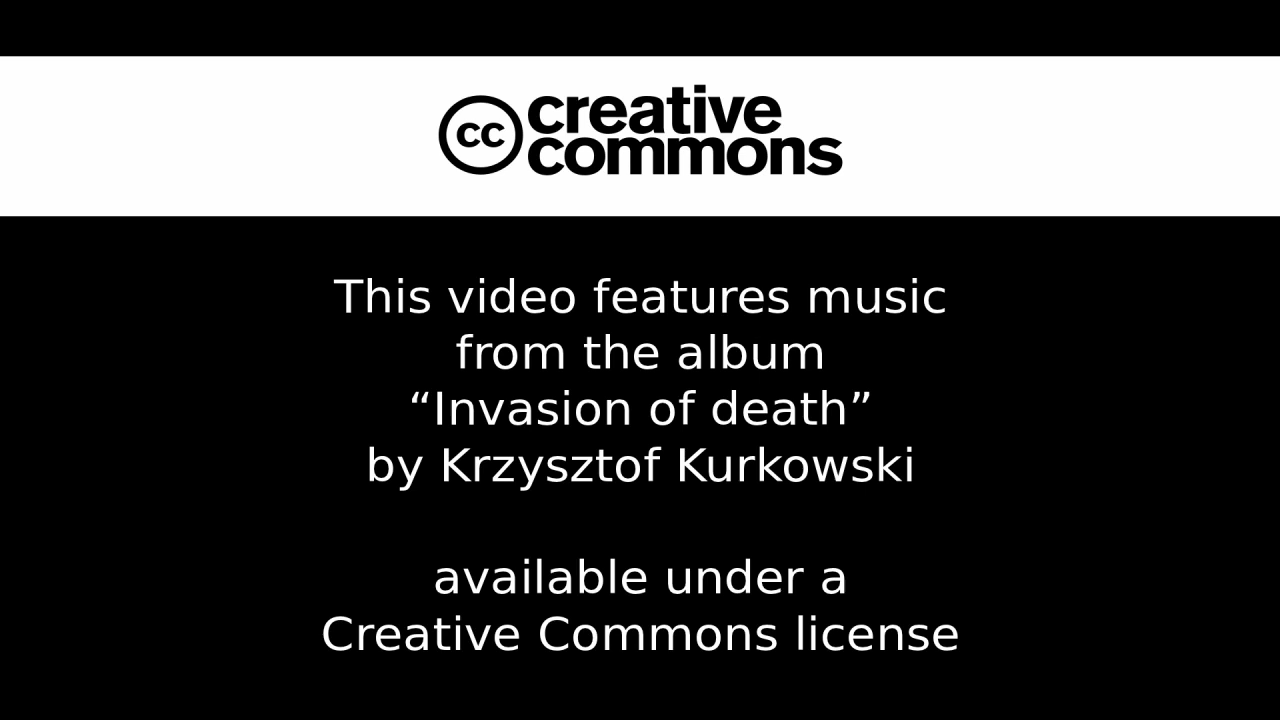 cc creative
commons
This video features music
from the album
“Invasion of death”
by Krzysztof Kurkowski
available under a
Creative Commons license